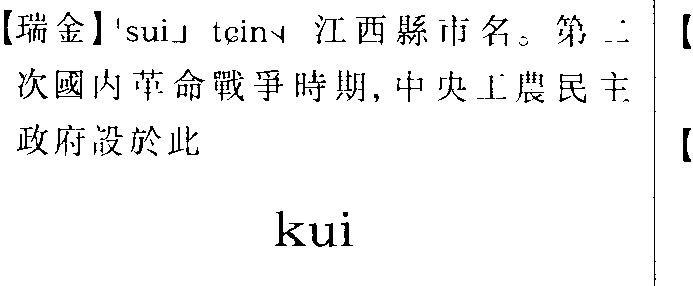 【瑞金】꜀sui˩ tɕin˧ 江西縣市名。第二
次國内革命戰爭時期，中央工農民主
政府設於此
kui
【
【